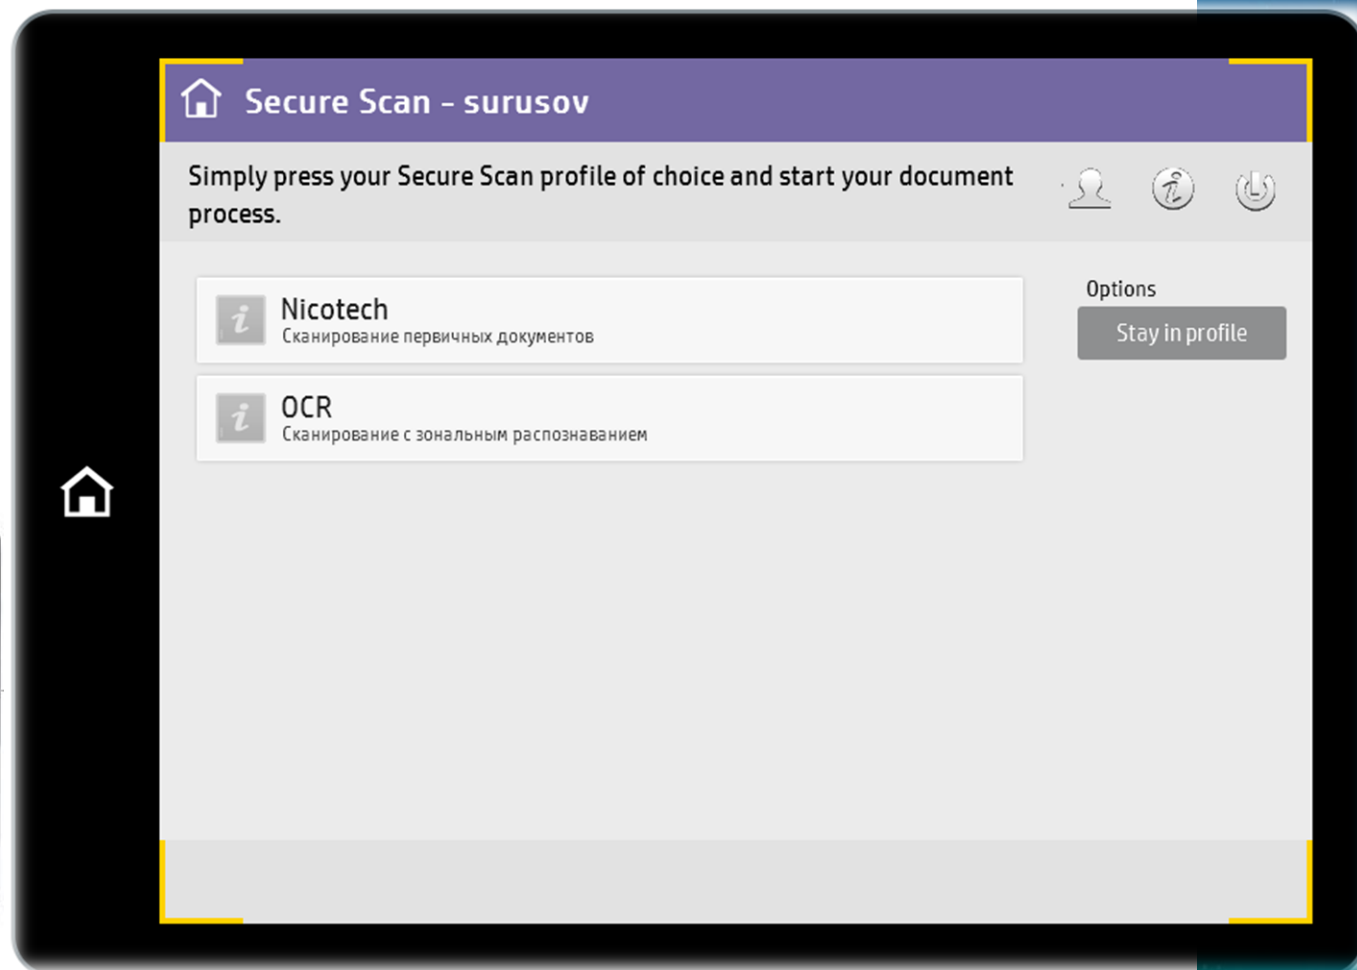 Secure Scan - surusov
Simply press your Secure Scan profile of choice and start your document
process.
Options
Nicotech
Сканирование первичных документов
Stay in profile
OCR
Сканирование с зональным распознаванием